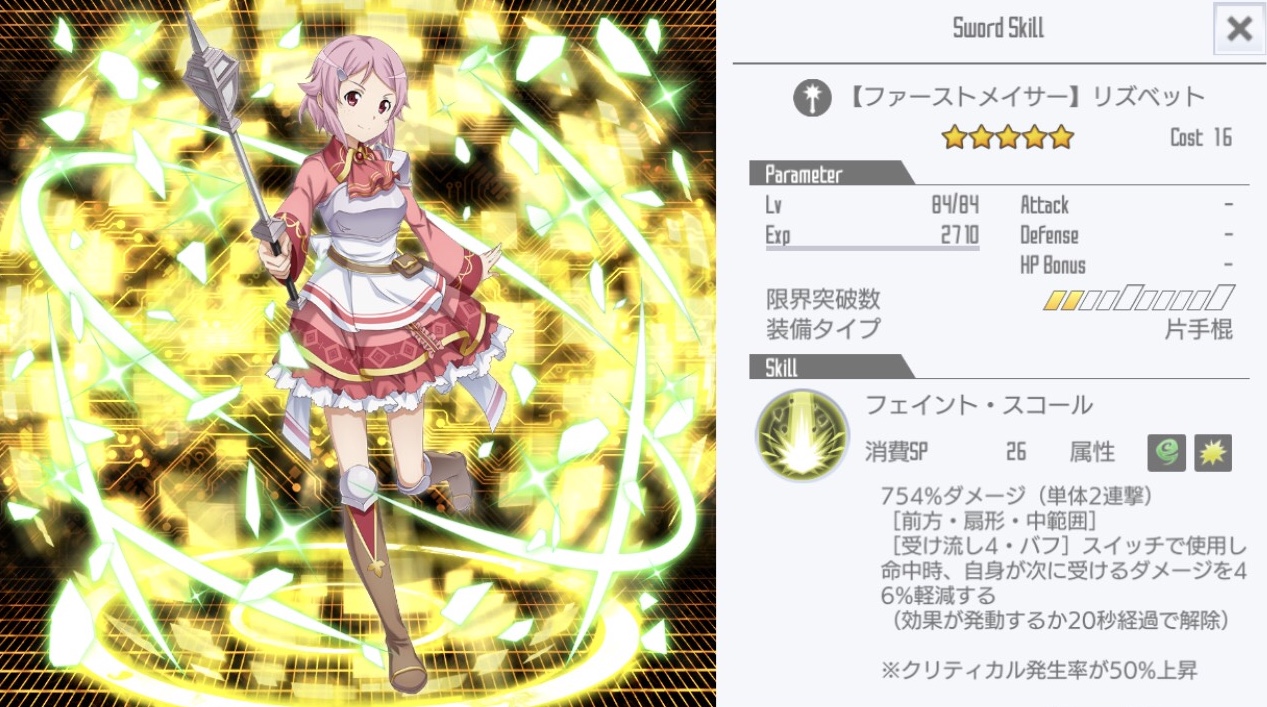 Sword Skill
【ファーストメイサー】リズベット
Cost 16
Parameter
Lv 84/84 Attack -
Exp 2710 Defense -
HP Bonus -
限界突破数
装備タイプ 片手棍
Skill
フェイント・スコール
消費SP 26 属性
754%ダメージ（単体2連撃）
［前方・扇形・中範囲］
［受け流し4・バフ］スイッチで使用し
命中時、自身が次に受けるダメージを4
6%軽減する
（効果が発動するか20秒経過で解除）
※クリティカル発生率が50%上昇